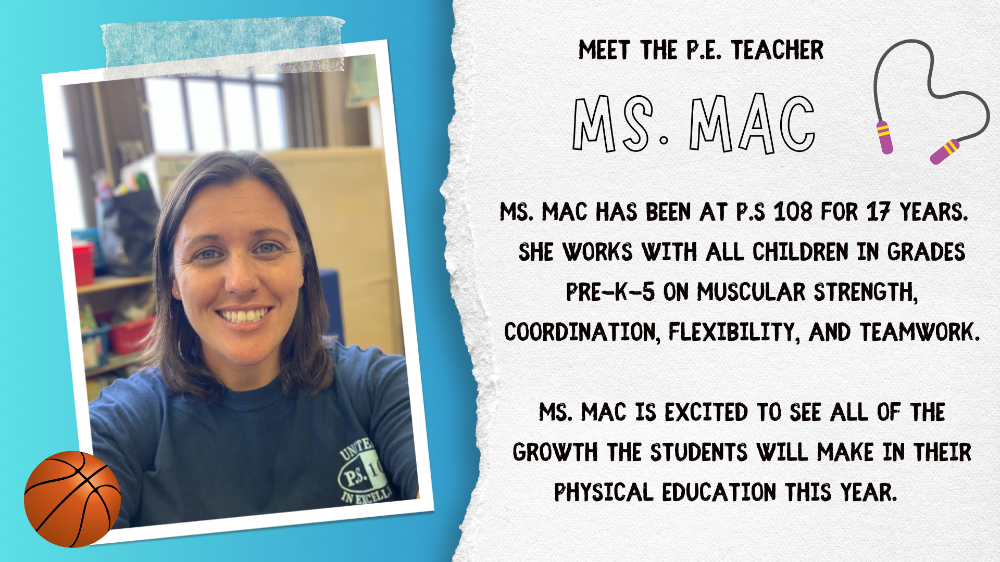 MEET THE P.E. TEACHER
MS. MAC
MS. MAC HAS BEEN AT P.S 108 FOR 17 YEARS.
SHE WORKS WITH ALL CHILDREN IN GRADES
PRE-K-5 ON MUSCULAR STRENGTH,
COORDINATION, FLEXIBILITY, AND TEAMWORK.
MS. MAC IS EXCITED TO SEE ALL OF THE
GROWTH THE STUDENTS WILL MAKE IN THEIR
PHYSICAL EDUCATION THIS YEAR.
P.S. 10
IN